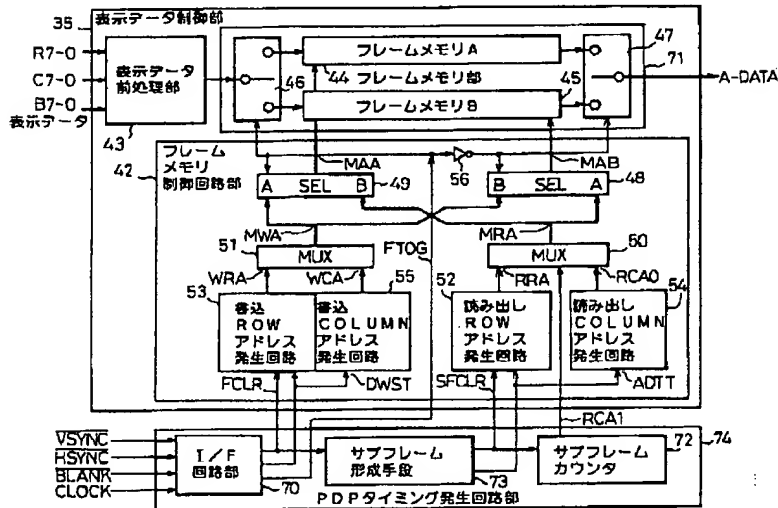 35
表示データ制御部
R7-0
C7-0
B7-0
表示データ
表示データ
前処理部
43
46
フレームメモリA
44
フレームメモリ部
フレームメモリB
45
47
71
A-DATA
フレーム
メモリ
制御回路部
42
MAA
56
MAB
A SEL B
49
B SEL A
48
MWA
FTOG
MRA
51
MUX
50
MUX
WRA
WCA
RRA
RCA0
53
書込
ROW
アドレス
発生回路
55
書込
COLUMN
アドレス
発生回路
52
読み出し
ROW
アドレス
発生回路
54
読み出し
COLUMN
アドレス
発生回路
FCLR
DWST
SFCLR
ADTT
RCA1
VSYNC
HSYNC
BLANK
CLOCK
I/F
回路部
70
サブフレーム
形成手段
73
サブフレーム
カウンタ
72
74
PDPタイミング発生回路部